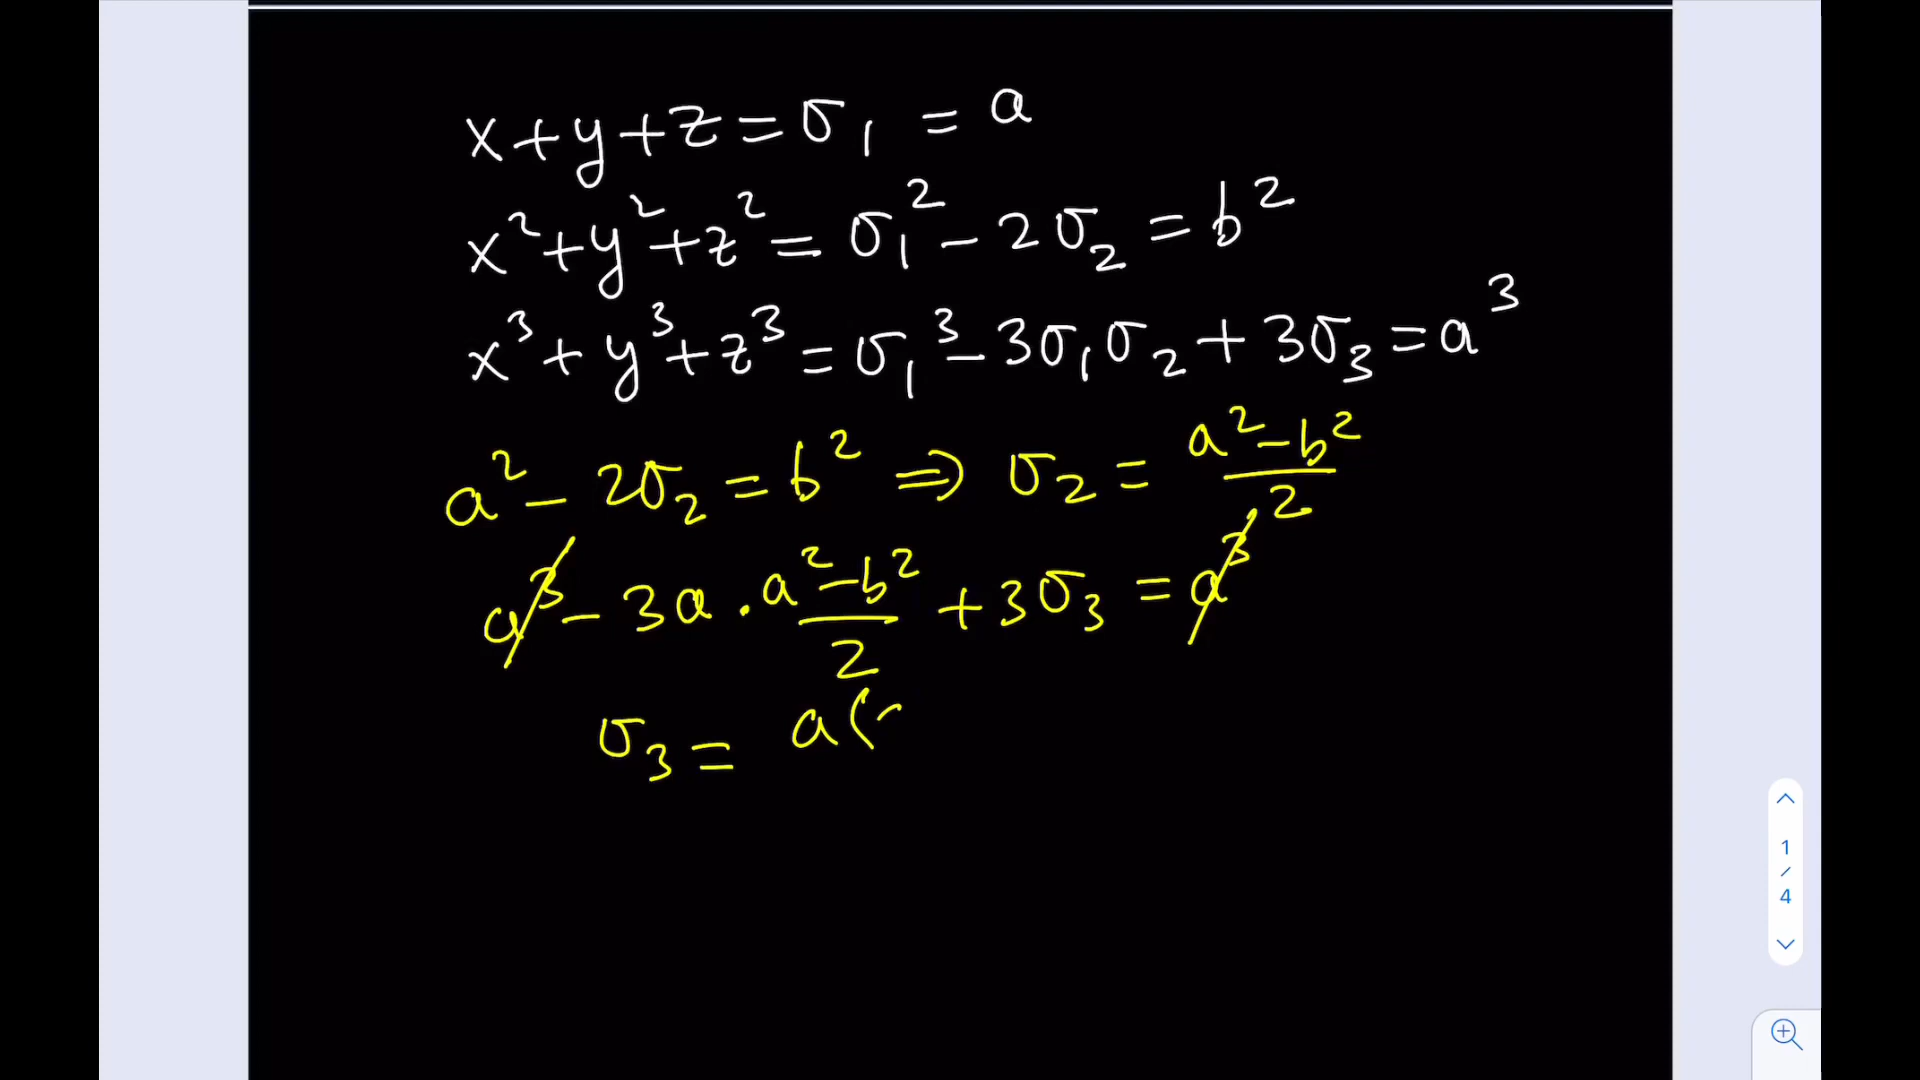 x+y+z=σ₁ = a
x²+y²+z²= σ₁²-2σ₂ = b²
x³+y³+z³= σ₁³-3σ₁σ₂+3σ₃=a³
a²-2σ₂=b² ⇒ σ₂= (a²-b²)/2
a³-3a·(a²-b²)/2+3σ₃=a³
σ₃= a(
1
/
4